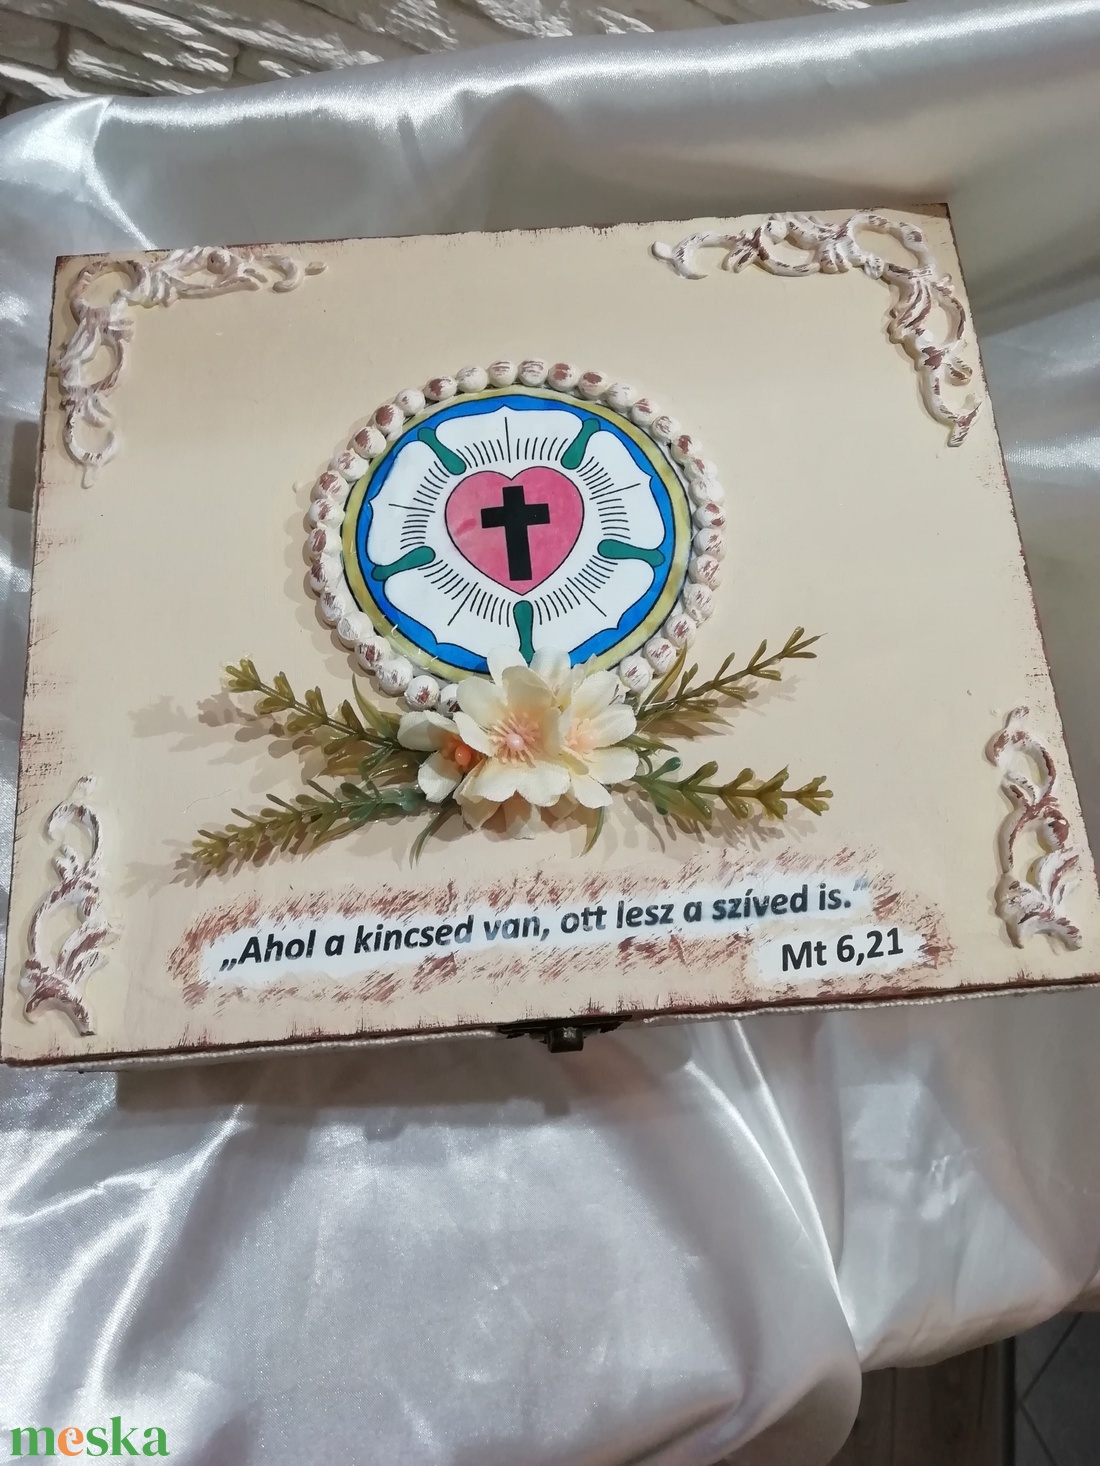 „Ahol a kincsed van, ott lesz a szíved is.”
Mt 6,21
meska